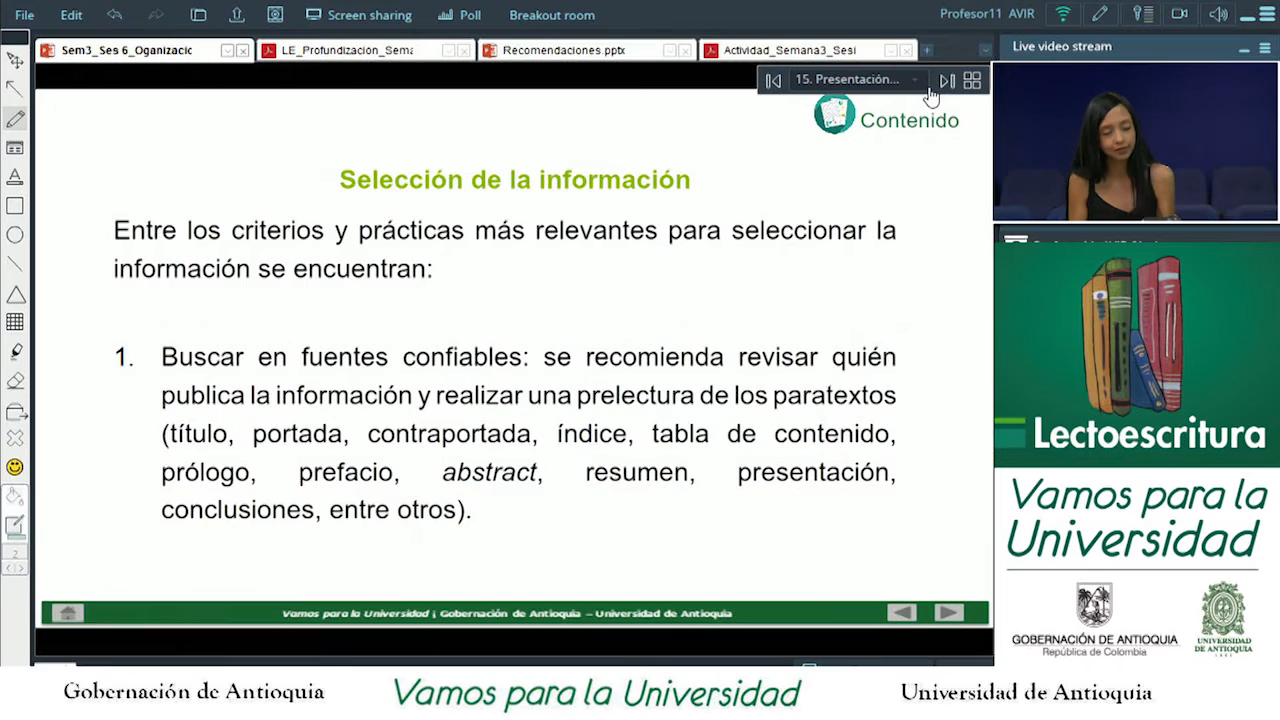 File Edit Screen sharing Poll Breakout room Profesor11 AVIR
Sem3_Ses 6_Oganizacic LE_Profundizacion_Sema Recomendaciones.pptx Actividad_Semana3_Sesi
Live video stream
15. Presentación...
Contenido
Selección de la información
Entre los criterios y prácticas más relevantes para seleccionar la
información se encuentran:
1. Buscar en fuentes confiables: se recomienda revisar quién
publica la información y realizar una prelectura de los paratextos
(título, portada, contraportada, índice, tabla de contenido,
prólogo, prefacio, abstract, resumen, presentación,
conclusiones, entre otros).
Vamos para la Universidad ¡ Gobernación de Antioquia – Universidad de Antioquia
2
Lectoescritura
Vamos para la
Universidad
GOBERNACIÓN DE ANTIOQUIA
República de Colombia
UNIVERSIDAD
DE ANTIOQUIA
Gobernación de Antioquia Vamos para la Universidad Universidad de Antioquia